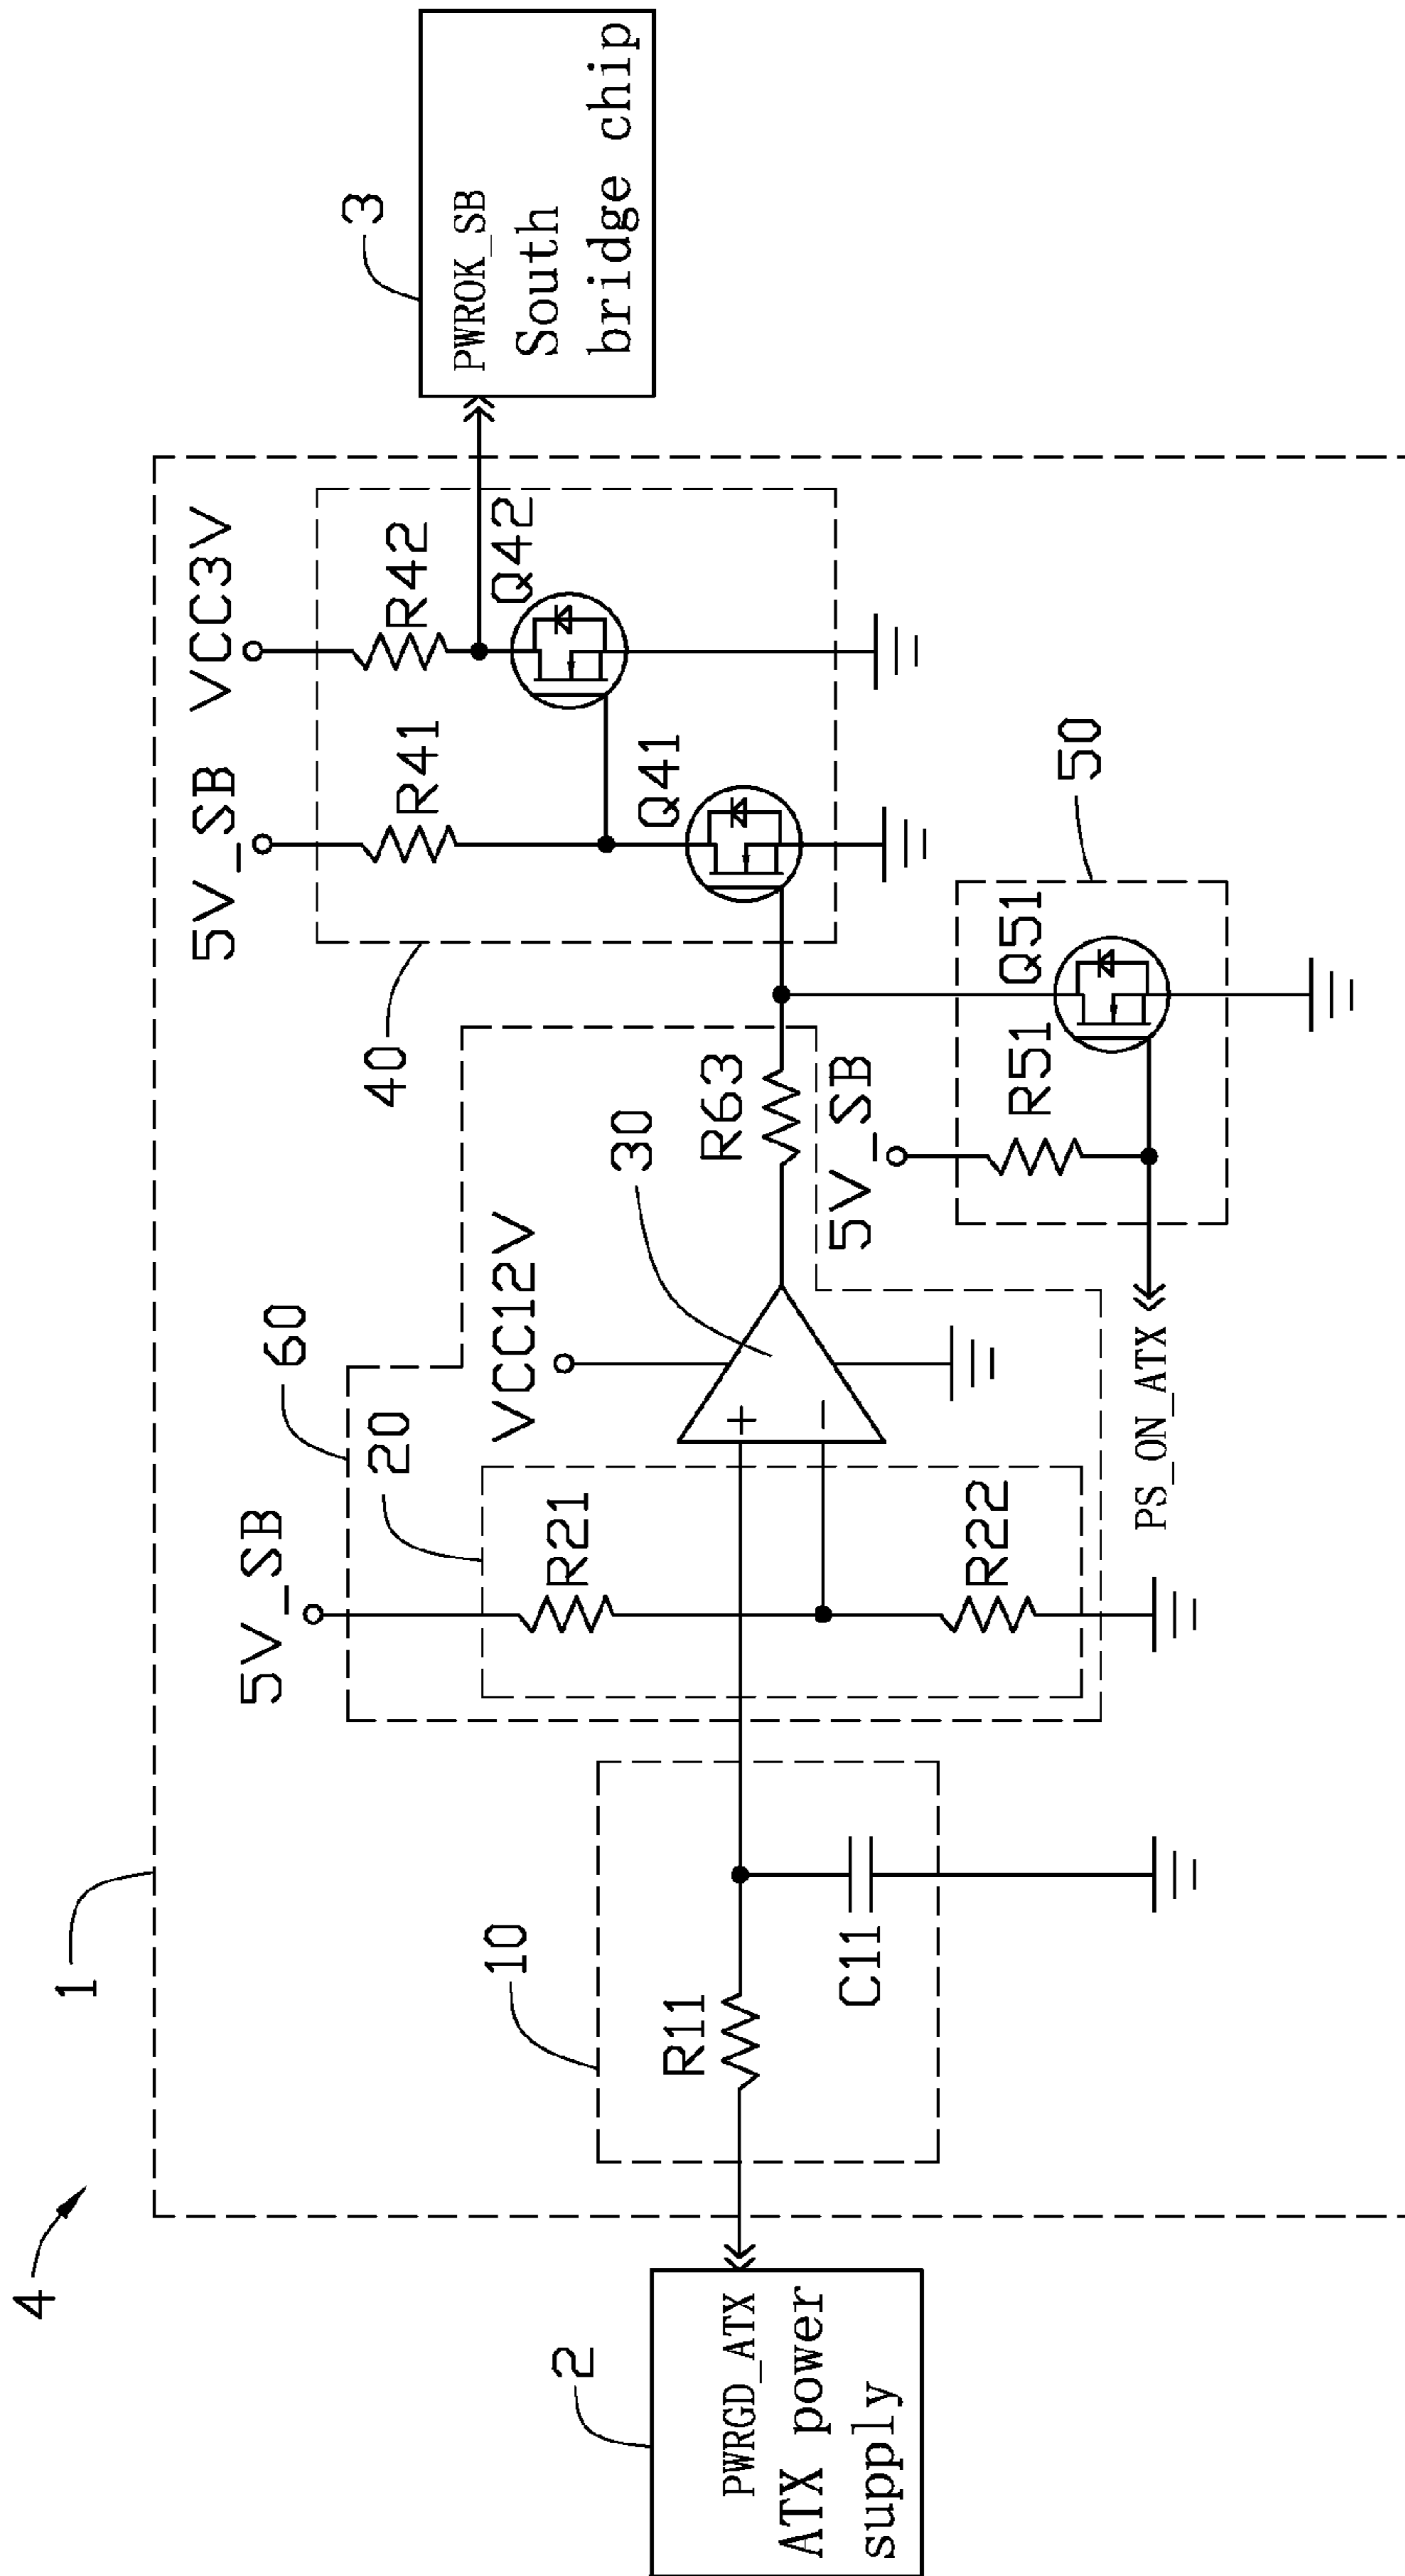 4
1
2
PWRGD_ATX
ATX power
supply
10
R11
C11
5V_SB
60
20
R21
R22
VCC12V
+
−
30
R63
PS_ON_ATX
5V_SB
R51
Q51
50
40
5V_SB
VCC3V
R41
R42
Q41
Q42
3
PWROK_SB
South
bridge chip